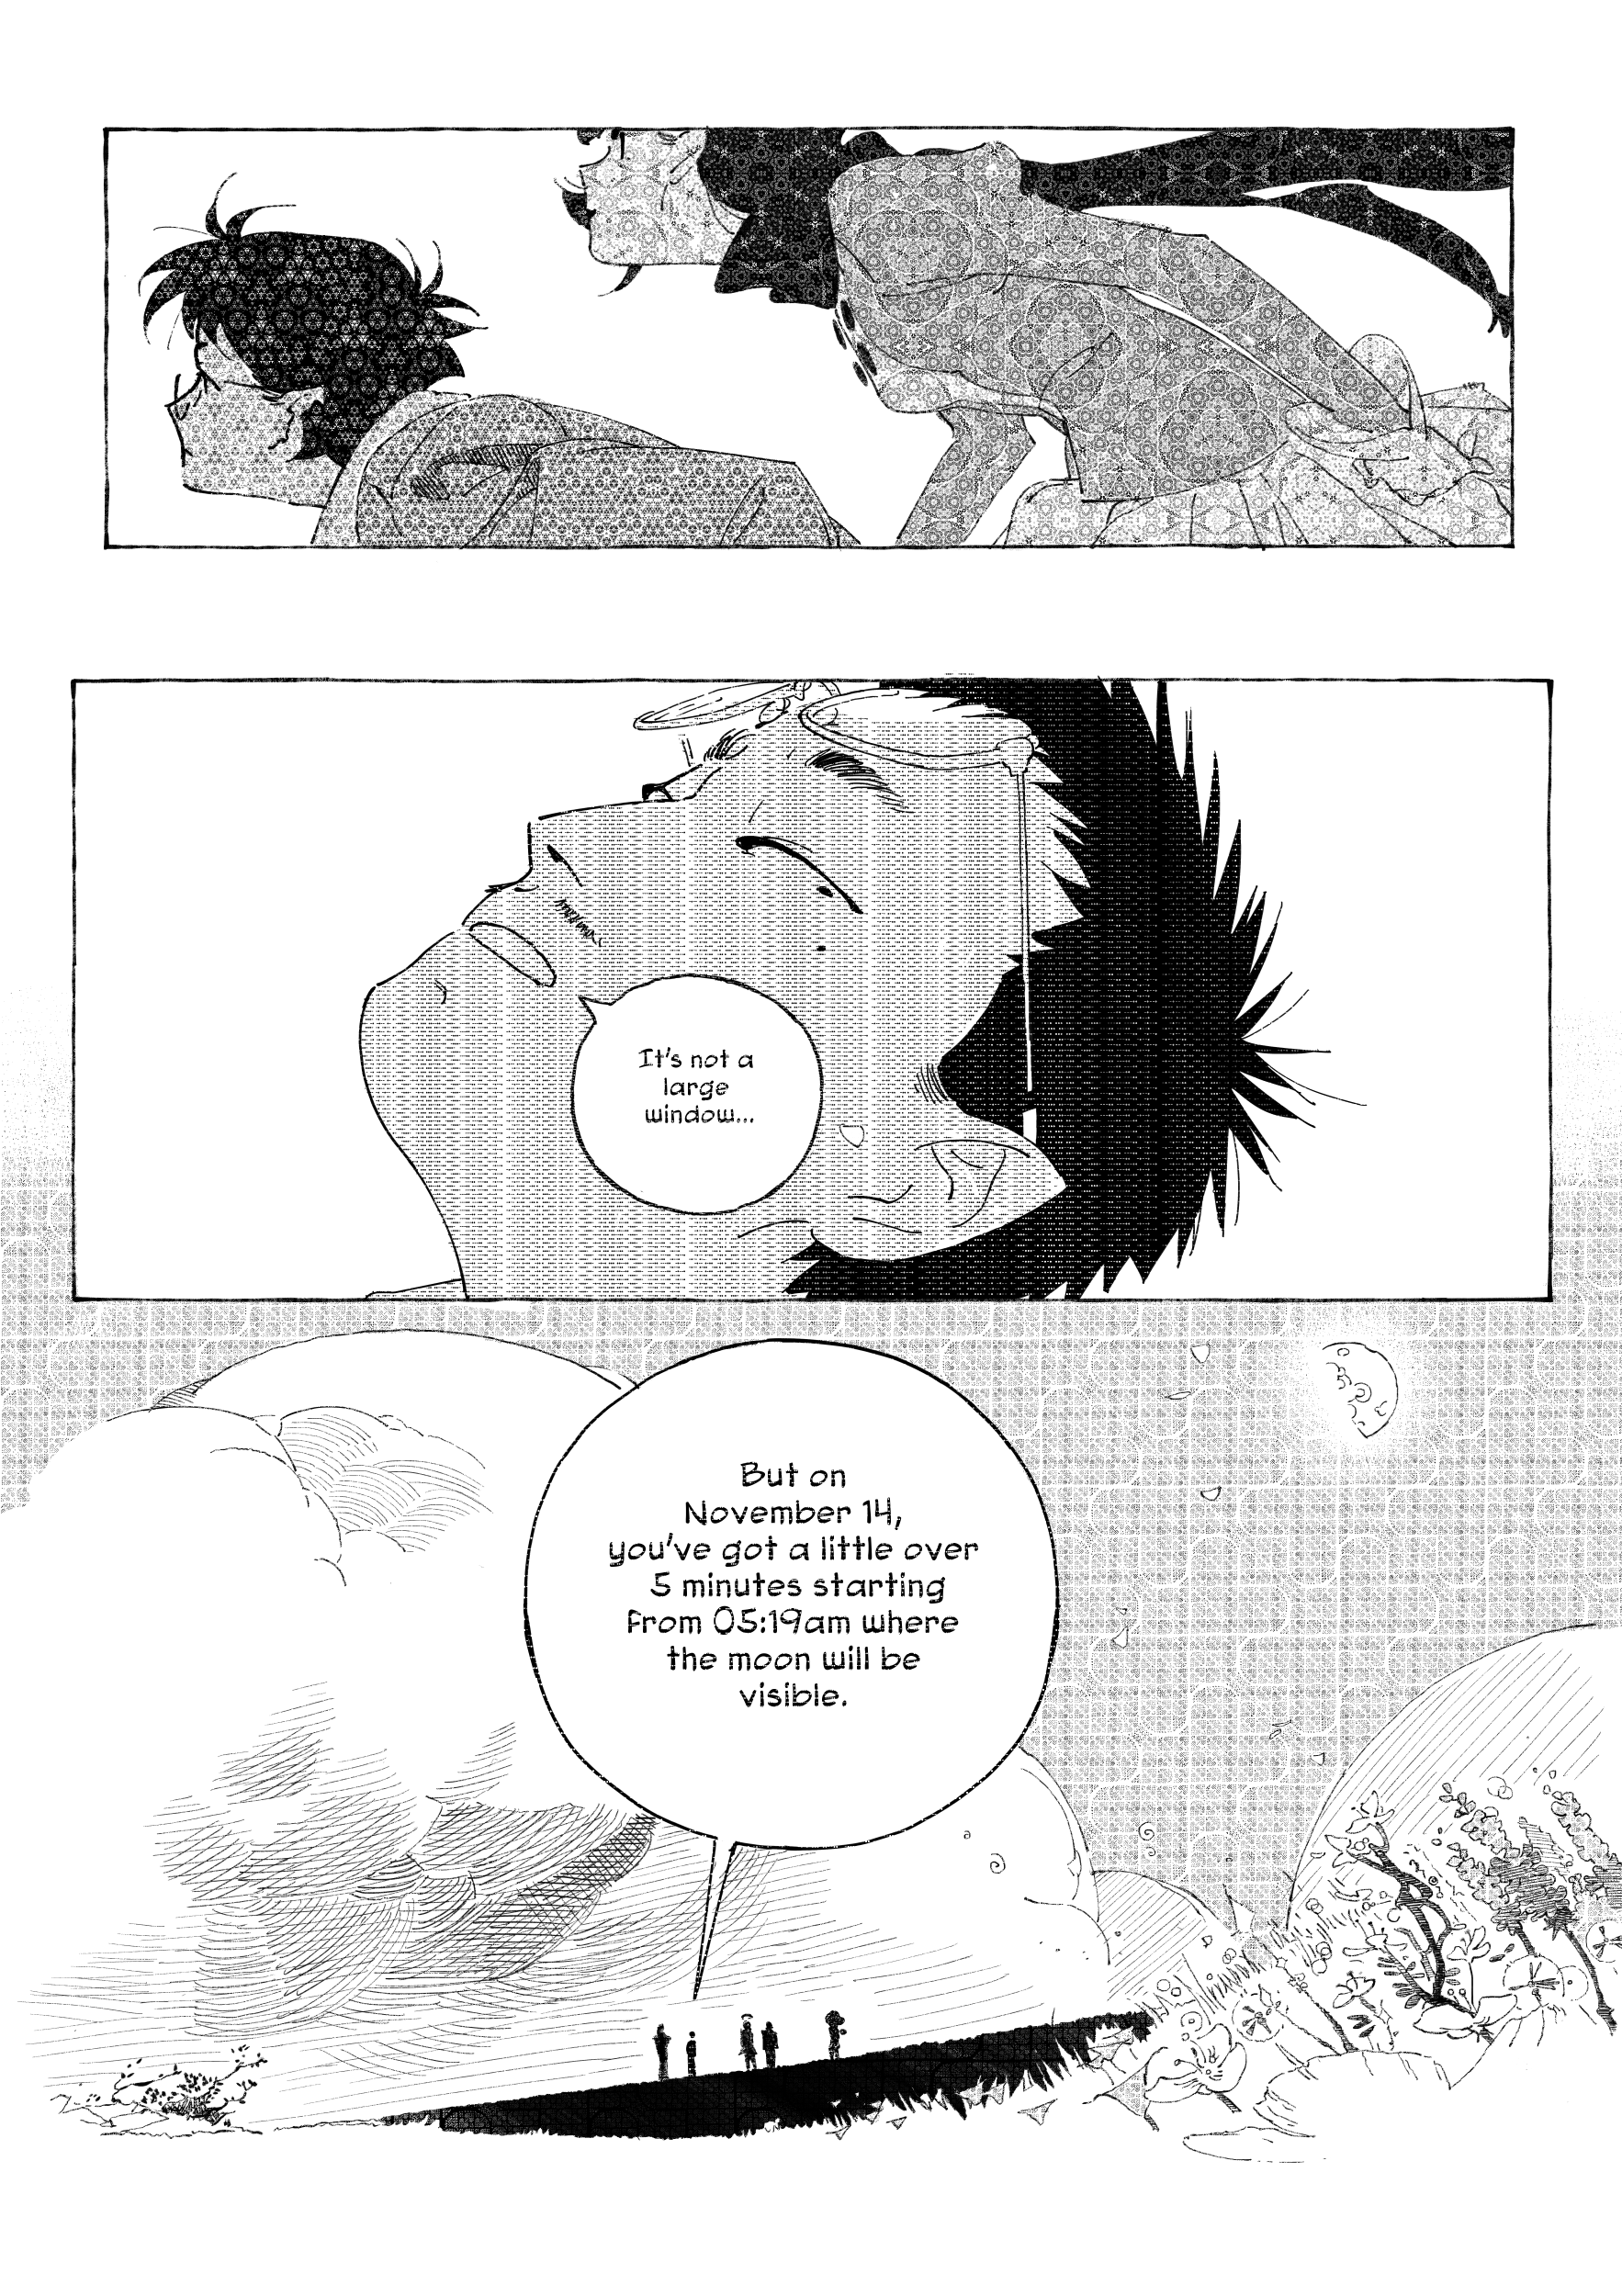 It's not a
large
window...
But on
November 14,
you've got a little over
5 minutes starting
from 05:19am where
the moon will be
visible.